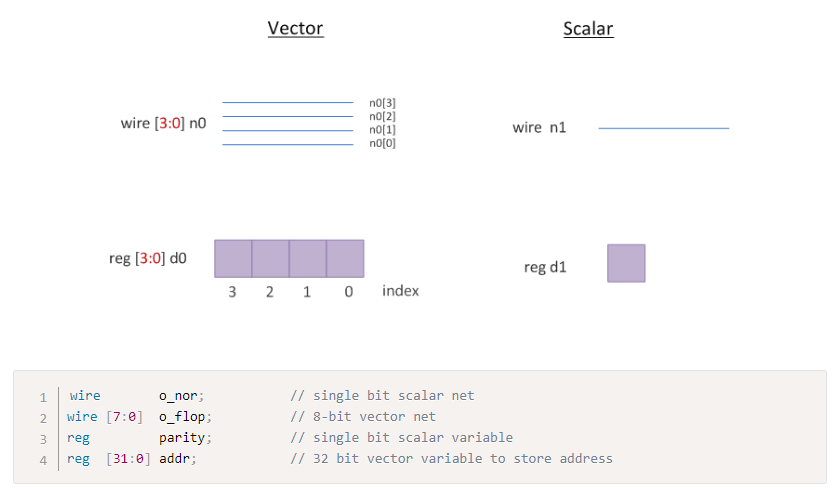 Vector Scalar
n0[3]
wire [3:0] n0 n0[2]
n0[1] wire n1
n0[0]
reg [3:0] d0 reg d1
3 2 1 0 index
1 wire o_nor; // single bit scalar net
2 wire [7:0] o_flop; // 8-bit vector net
3 reg parity; // single bit scalar variable
4 reg [31:0] addr; // 32 bit vector variable to store address